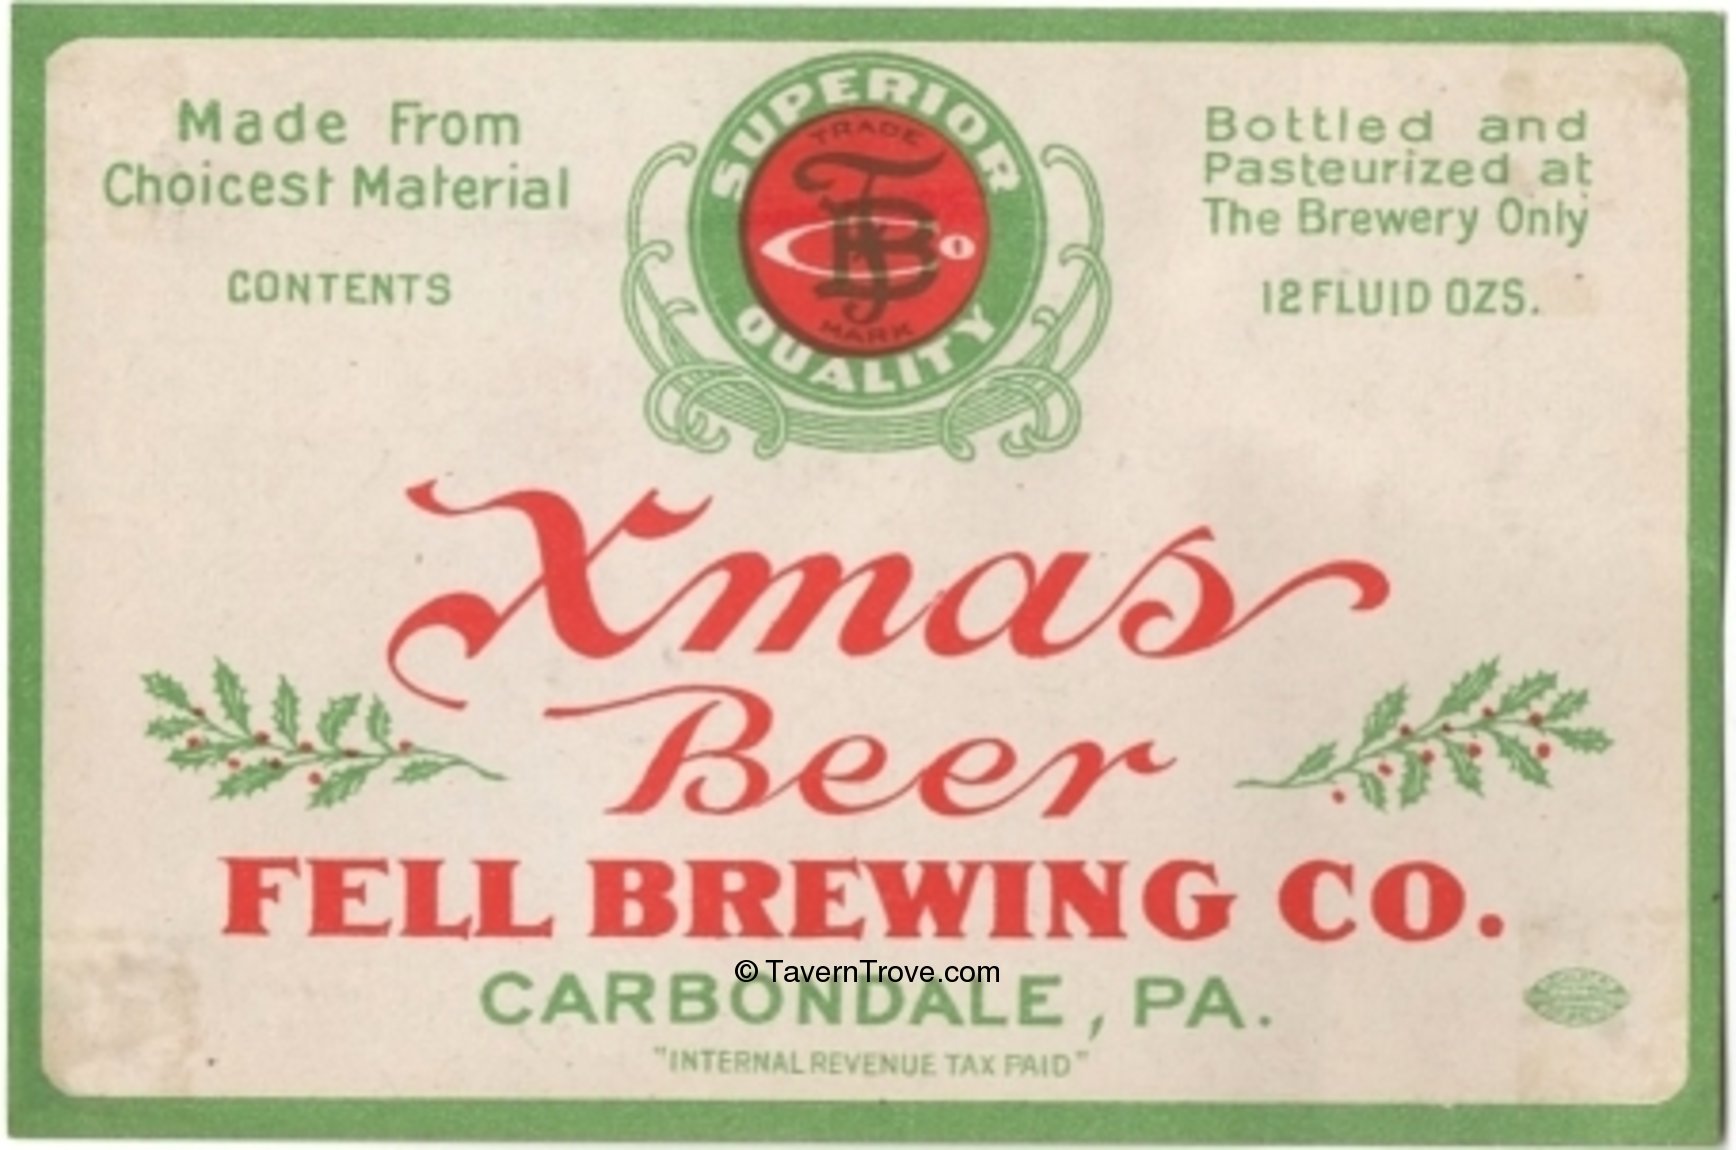 Made From
Choicest Material
CONTENTS
SUPERIOR
TRADE
MARK
QUALITY
Bottled and
Pasteurized at
The Brewery Only
12 FLUID OZS.
Xmas
Beer
FELL BREWING CO.
© TavernTrove.com
CARBONDALE, PA.
"INTERNAL REVENUE TAX PAID"